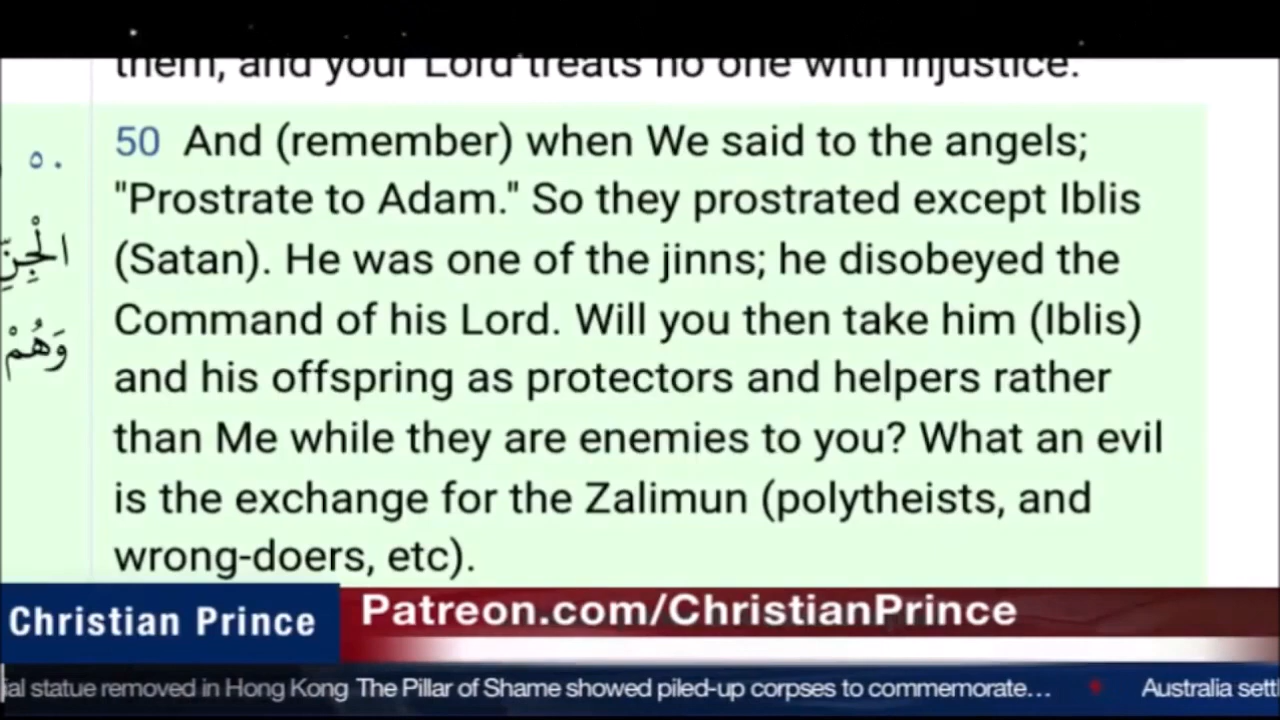 them, and your Lord treats no one with injustice.
50 And (remember) when We said to the angels;
٥٠
"Prostrate to Adam." So they prostrated except Iblis
الْجِنِّ
(Satan). He was one of the jinns; he disobeyed the
Command of his Lord. Will you then take him (Iblis)
وَهُمْ
and his offspring as protectors and helpers rather
than Me while they are enemies to you? What an evil
is the exchange for the Zalimun (polytheists, and
wrong-doers, etc).
Christian Prince
Patreon.com/ChristianPrince
ial statue removed in Hong Kong The Pillar of Shame showed piled-up corpses to commemorate... Australia settl